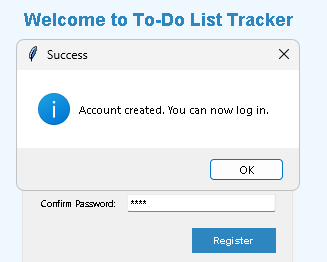 Welcome to To-Do List Tracker
Success
Account created. You can now log in.
OK
Confirm Password: ****
Register